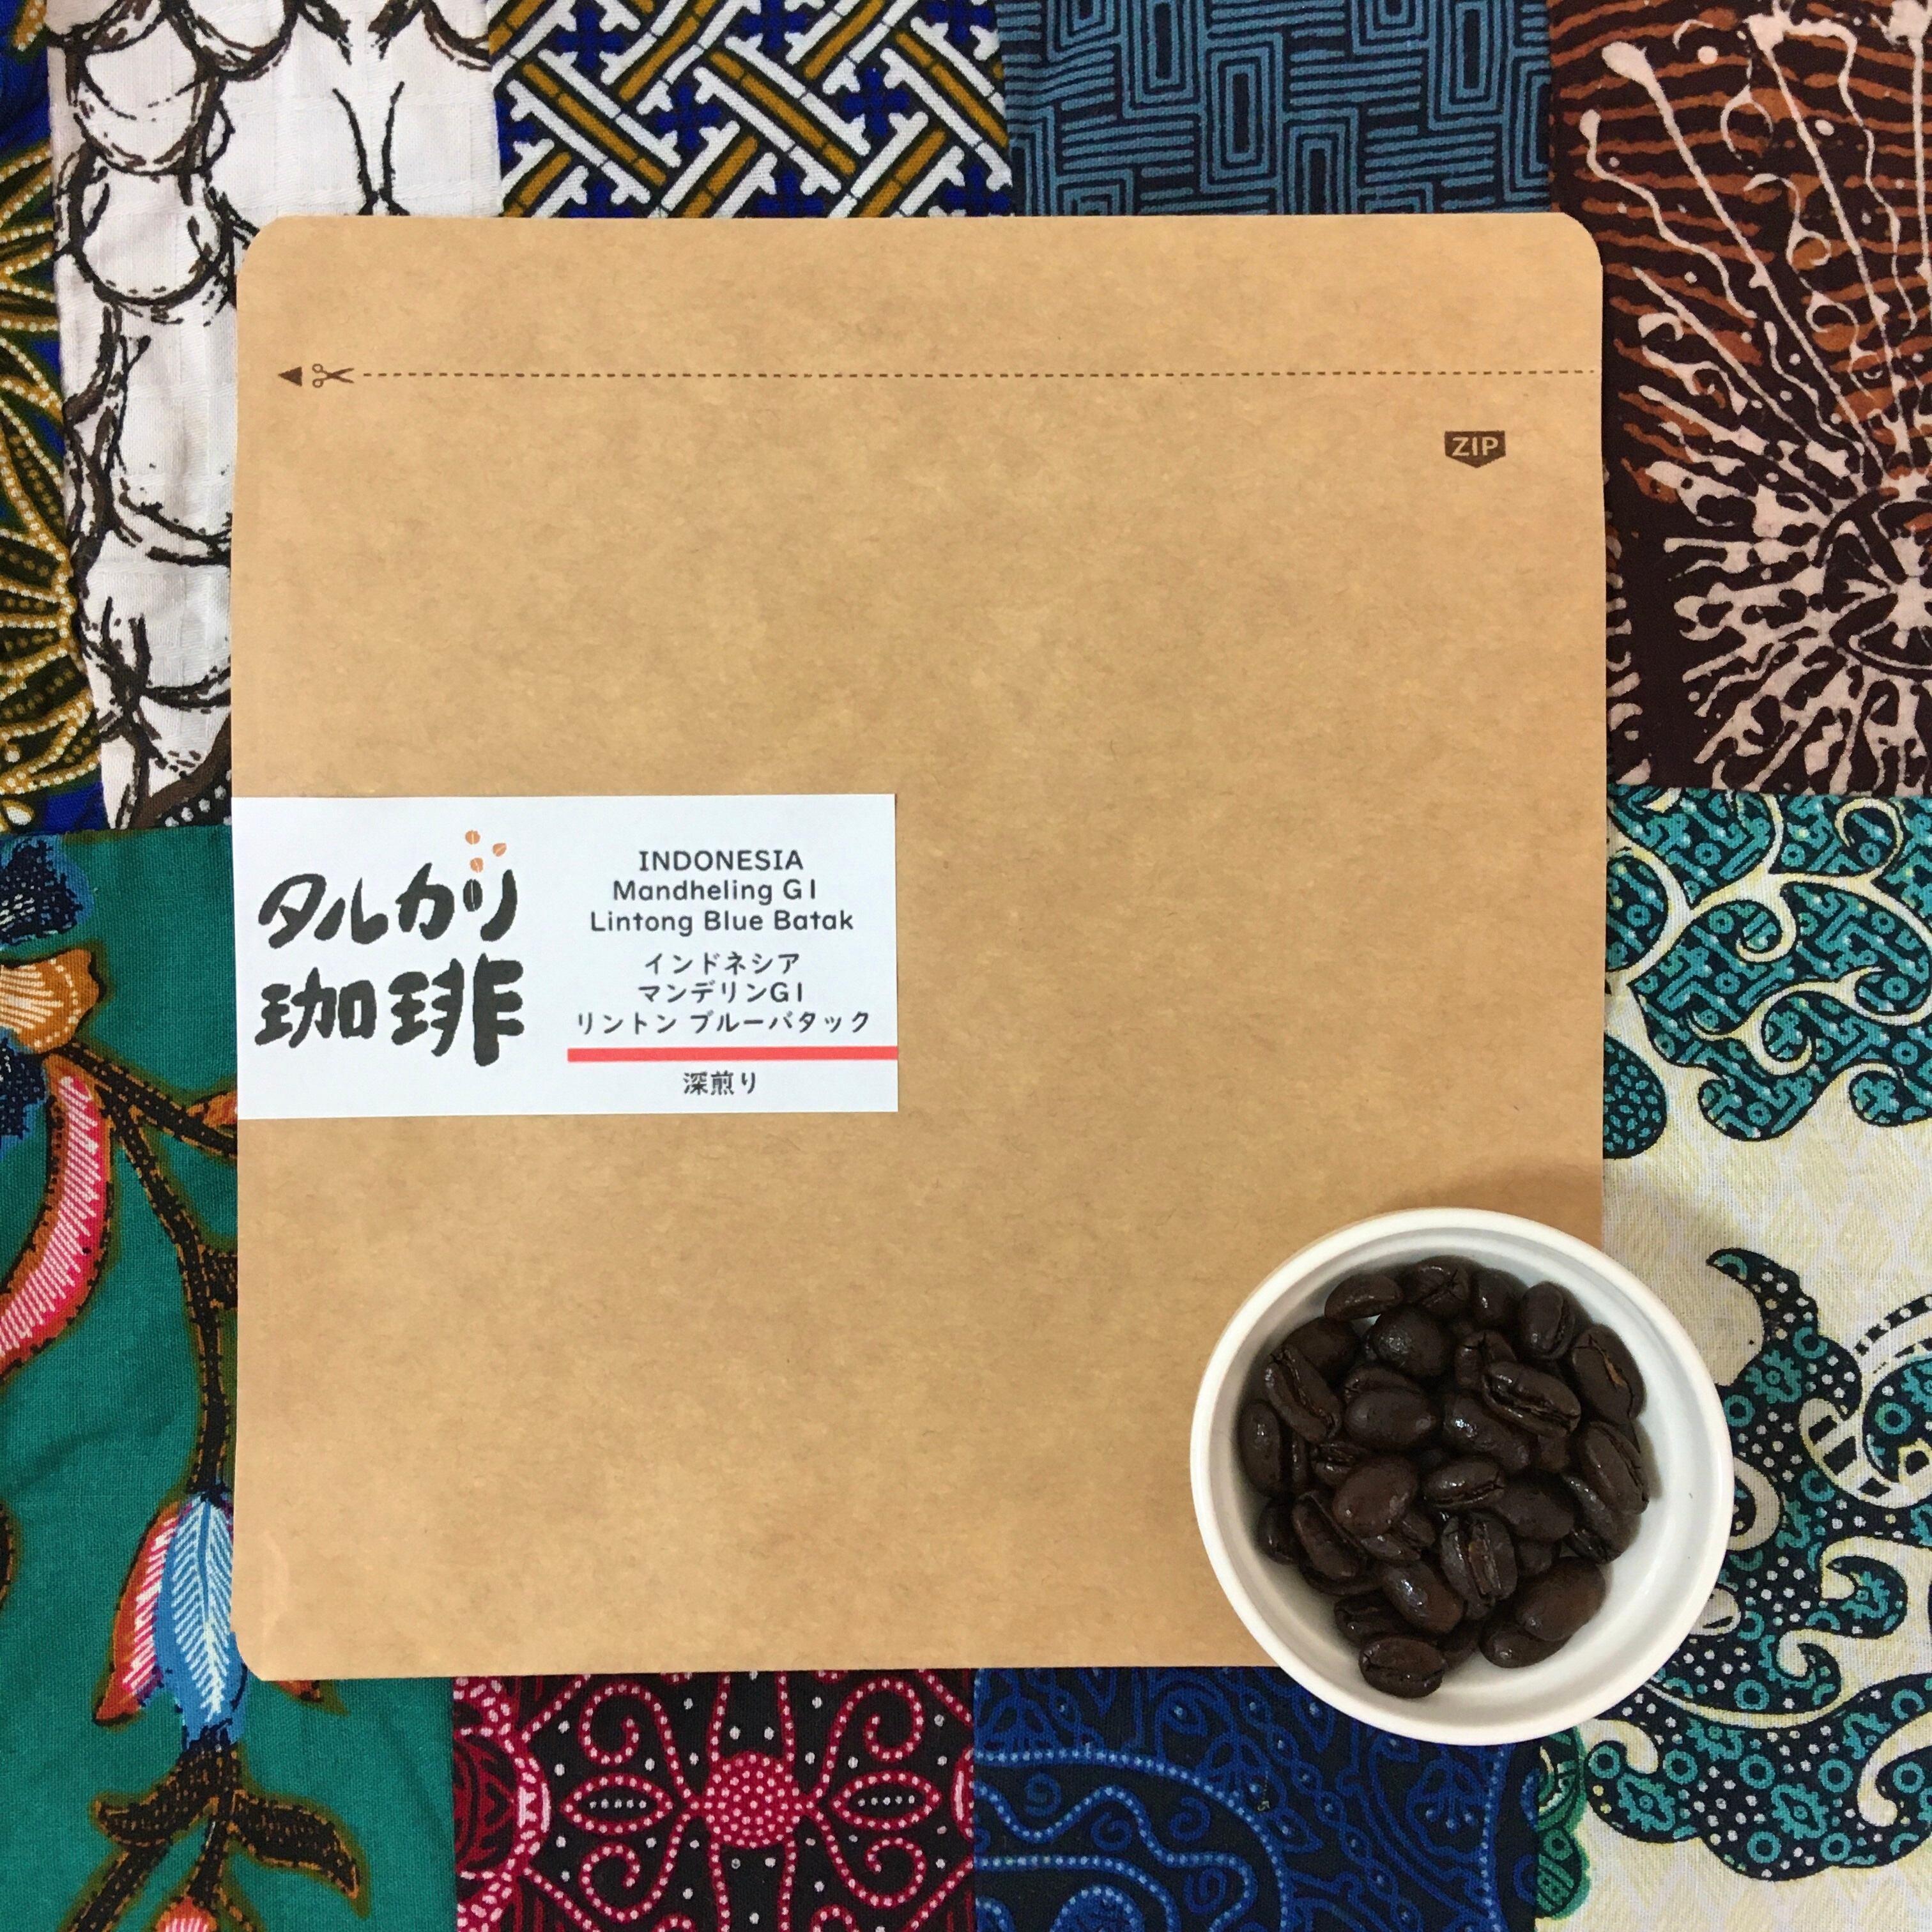 ZIP
タルカリ
珈琲
INDONESIA
Mandheling G1
Lintong Blue Batak
インドネシア
マンデリンG1
リントン ブルーバタック
深煎り